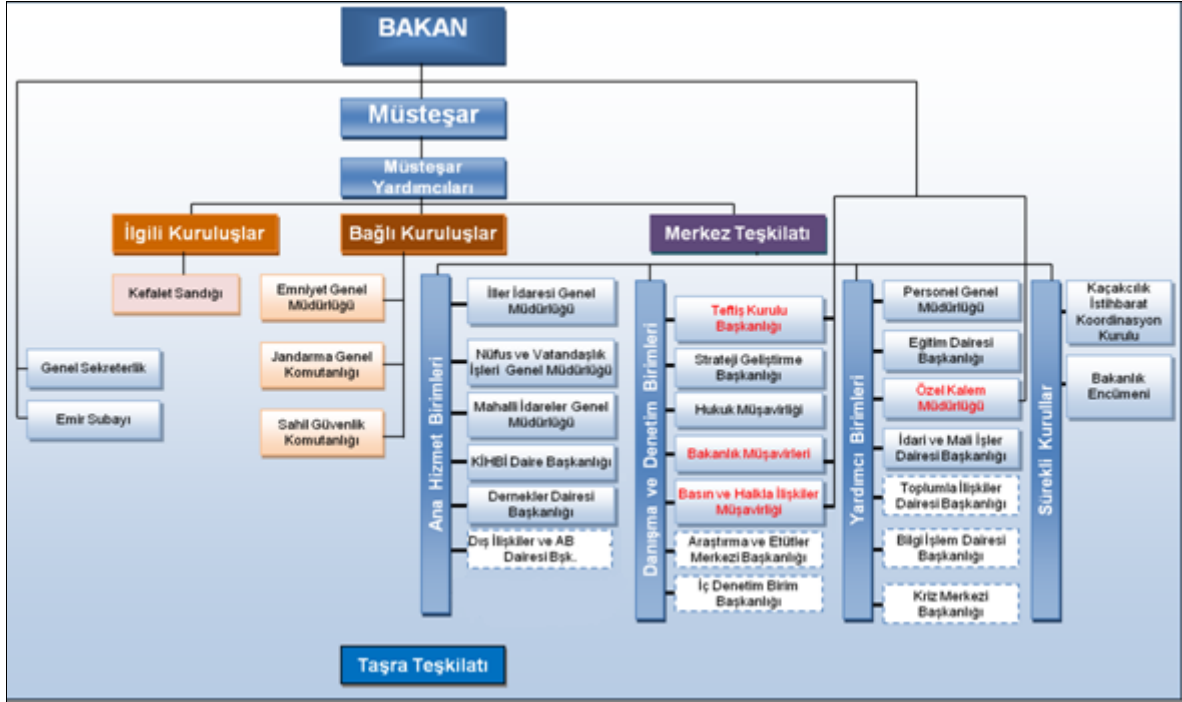 BAKAN
Müsteşar
Müsteşar
Yardımcıları
İlgili Kuruluşlar
Bağlı Kuruluşlar
Merkez Teşkilatı
Kefalet Sandığı
Genel Sekreterlik
Emir Subayı
Emniyet Genel
Müdürlüğü
Jandarma Genel
Komutanlığı
Sahil Güvenlik
Komutanlığı
Ana Hizmet Birimleri
İller İdaresi Genel
Müdürlüğü
Nüfus ve Vatandaşlık
İşleri Genel Müdürlüğü
Mahalli İdareler Genel
Müdürlüğü
KİHBİ Daire Başkanlığı
Dernekler Dairesi
Başkanlığı
Dış İlişkiler ve AB
Dairesi Bşk.
Danışma ve Denetim Birimleri
Teftiş Kurulu
Başkanlığı
Strateji Geliştirme
Başkanlığı
Hukuk Müşavirliği
Bakanlık Müşavirleri
Basın ve Halkla İlişkiler
Müşavirliği
Araştırma ve Etütler
Merkezi Başkanlığı
İç Denetim Birim
Başkanlığı
Yardımcı Birimleri
Personel Genel
Müdürlüğü
Eğitim Dairesi
Başkanlığı
Özel Kalem
Müdürlüğü
İdari ve Mali İşler
Dairesi Başkanlığı
Toplumla İlişkiler
Dairesi Başkanlığı
Bilgi İşlem Dairesi
Başkanlığı
Kriz Merkezi
Başkanlığı
Sürekli Kurullar
Kaçakcılık
İstihbarat
Koordinasyon
Kurulu
Bakanlık
Encümeni
Taşra Teşkilatı